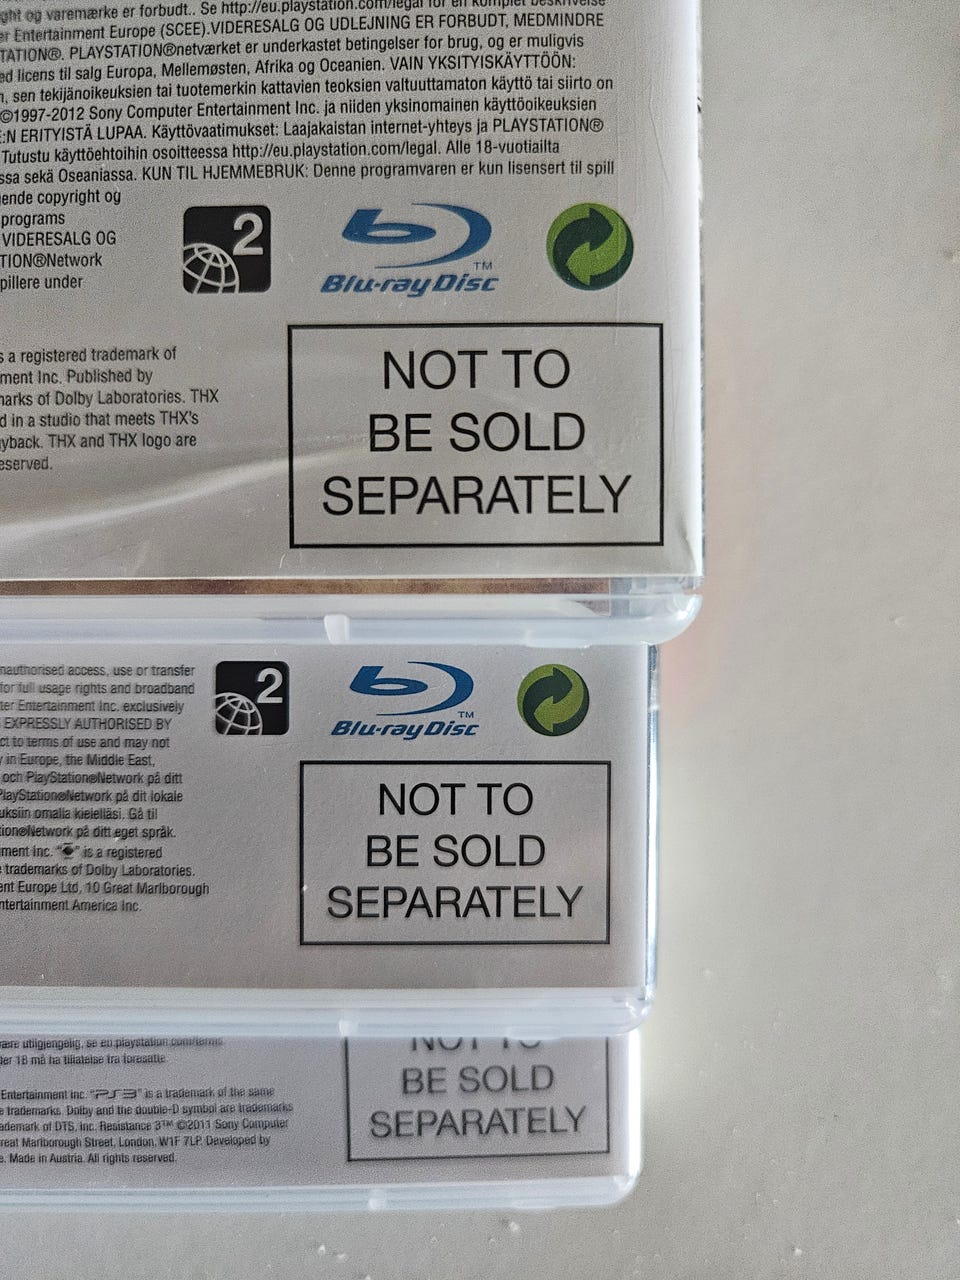 ght og varemærke er forbudt.. Se http://eu.playstation.com/legal for en komplet beskrivelse
er Entertainment Europe (SCEE).VIDERESALG OG UDLEJNING ER FORBUDT, MEDMINDRE
TATION®. PLAYSTATION®netværket er underkastet betingelser for brug, og er muligvis
ed licens til salg Europa, Mellemøsten, Afrika og Oceanien. VAIN YKSITYISKÄYTTÖÖN:
n, sen tekijänoikeuksien tai tuotemerkin kattavien teoksien valtuuttamaton käyttö tai siirto on
©1997-2012 Sony Computer Entertainment Inc. ja niiden yksinomainen käyttöoikeuksien
E:N ERITYISTÄ LUPAA. Käyttövaatimukset: Laajakaistan internet-yhteys ja PLAYSTATION®
Tutustu käyttöehtoihin osoitteessa http://eu.playstation.com/legal. Alle 18-vuotiailta
ssa sekä Oseaniassa. KUN TIL HJEMMEBRUK: Denne programvaren er kun lisensert til spill
ende copyright og
programs
VIDERESALG OG
TION®Network
pillere under
2
Blu-ray Disc™
s a registered trademark of
ment Inc. Published by
marks of Dolby Laboratories. THX
d in a studio that meets THX's
yback. THX and THX logo are
eserved.
NOT TO
BE SOLD
SEPARATELY
nauthorised access, use or transfer
for full usage rights and broadband
ter Entertainment Inc. exclusively
EXPRESSLY AUTHORISED BY
ct to terms of use and may not
y in Europe, the Middle East,
och PlayStation®Network på ditt
PlayStation®Network på dit lokale
uksiin omalla kielelläsi. Gå til
tion®Network på ditt eget språk.
ment Inc. " " is a registered
e trademarks of Dolby Laboratories.
ent Europe Ltd, 10 Great Marlborough
ntertainment America Inc.
2
Blu-ray Disc™
NOT TO
BE SOLD
SEPARATELY
være utilgjengelig, se eu.playstation.com/terms.
der 18 må ha tillatelse fra foresatte.
Entertainment Inc. "PS3" is a trademark of the same
e trademarks. Dolby and the double-D symbol are trademarks
ademark of DTS, Inc. Resistance 3™ ©2011 Sony Computer
reat Marlborough Street, London, W1F 7LP. Developed by
e. Made in Austria. All rights reserved.
NOT TO
BE SOLD
SEPARATELY